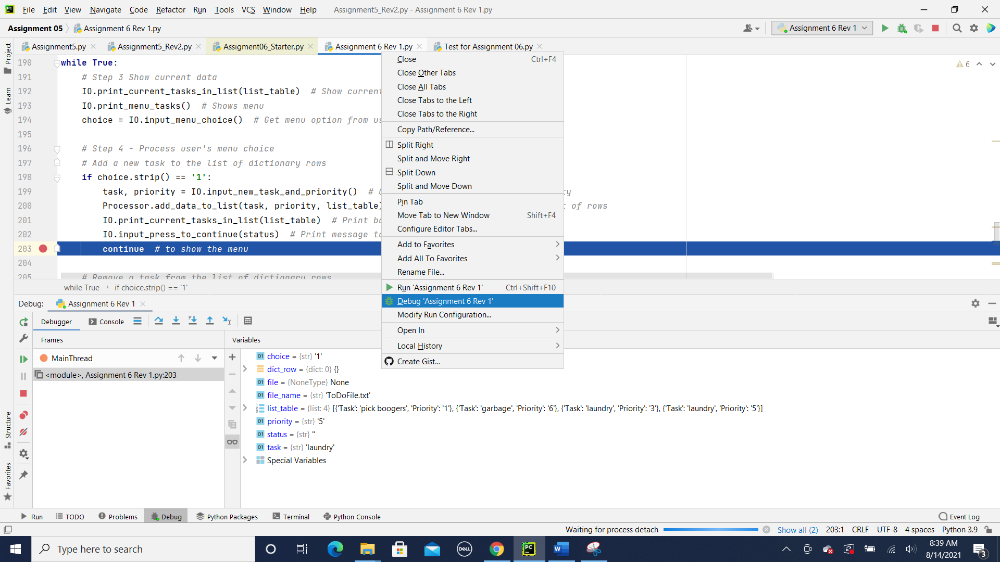 File Edit View Navigate Code Refactor Run Tools VCS Window Help Assignment5_Rev2.py - Assignment 6 Rev 1.py
Assignment 05 Assignment 6 Rev 1.py
Assignment 6 Rev 1
Assignment5.py Assignment5_Rev2.py Assigment06_Starter.py Assignment 6 Rev 1.py Test for Assignment 06.py
Project
Learn
Structure
Favorites
6
190 while True:
191 # Step 3 Show current data
192 IO.print_current_tasks_in_list(list_table) # Show current
193 IO.print_menu_tasks() # Shows menu
194 choice = IO.input_menu_choice() # Get menu option from us
195
196 # Step 4 - Process user's menu choice
197 # Add a new task to the list of dictionary rows
198 if choice.strip() == '1':
199 task, priority = IO.input_new_task_and_priority() # ty
200 Processor.add_data_to_list(task, priority, list_table) t of rows
201 IO.print_current_tasks_in_list(list_table) # Print ba
202 IO.input_press_to_continue(status) # Print message to
203 continue # to show the menu
204
205 # Remove a task from the list of dictionary rows
while True if choice.strip() == '1'
Close Ctrl+F4
Close Other Tabs
Close All Tabs
Close Tabs to the Left
Close Tabs to the Right
Copy Path/Reference...
Split Right
Split and Move Right
Split Down
Split and Move Down
Pin Tab
Move Tab to New Window Shift+F4
Configure Editor Tabs...
Add to Favorites
Add All To Favorites
Rename File...
Run 'Assignment 6 Rev 1' Ctrl+Shift+F10
Debug 'Assignment 6 Rev 1'
Modify Run Configuration...
Open In
Local History
Create Gist...
Debug: Assignment 6 Rev 1
Debugger Console
Frames
Variables
MainThread
<module>, Assignment 6 Rev 1.py:203
choice = {str} '1'
dict_row = {dict: 0} {}
file = {NoneType} None
file_name = {str} 'ToDoFile.txt'
list_table = {list: 4} [{'Task': 'pick boogers', 'Priority': '1'}, {'Task': 'garbage', 'Priority': '6'}, {'Task': 'laundry', 'Priority': '3'}, {'Task': 'laundry', 'Priority': '5'}]
priority = {str} '5'
status = {str} ''
task = {str} 'laundry'
Special Variables
Run TODO Problems Debug Python Packages Terminal Python Console Event Log
Waiting for process detach Show all (2) 203:1 CRLF UTF-8 4 spaces Python 3.9
Type here to search
DELL
PC
8:39 AM
8/14/2021
3